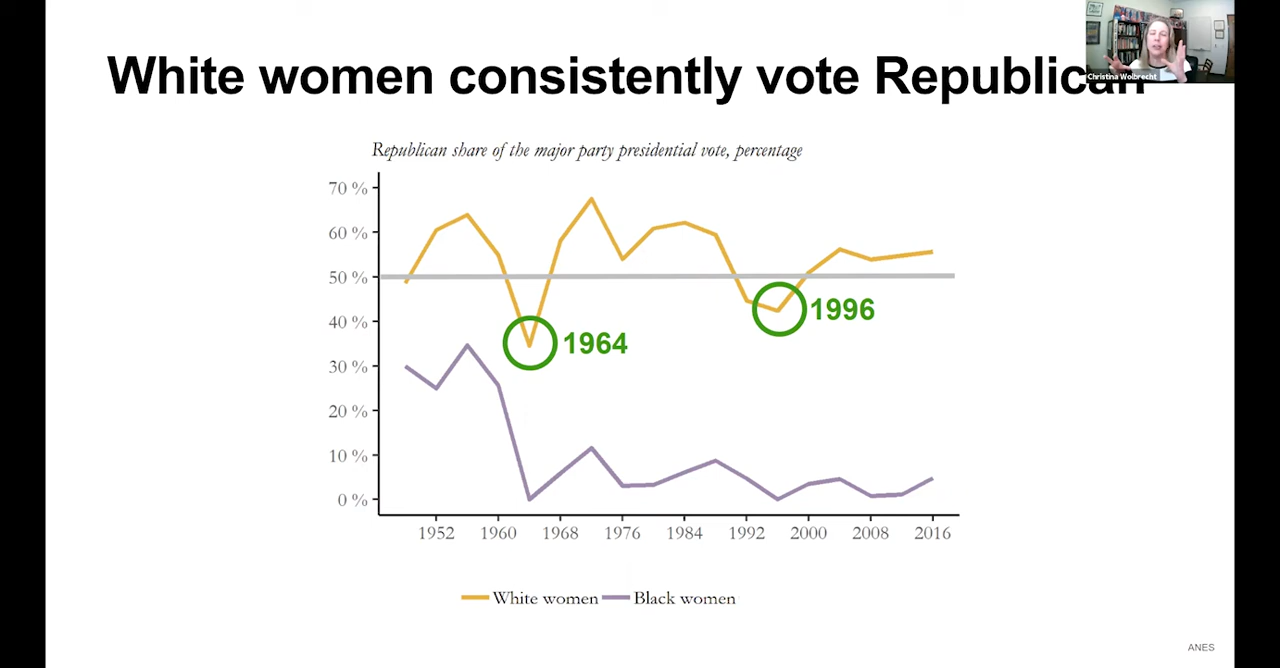 White women consistently vote Republican
Christina Wolbrecht
Republican share of the major party presidential vote, percentage
70 %
60 %
50 %
40 %
30 %
20 %
10 %
0 %
1964
1996
1952 1960 1968 1976 1984 1992 2000 2008 2016
White women Black women
ANES